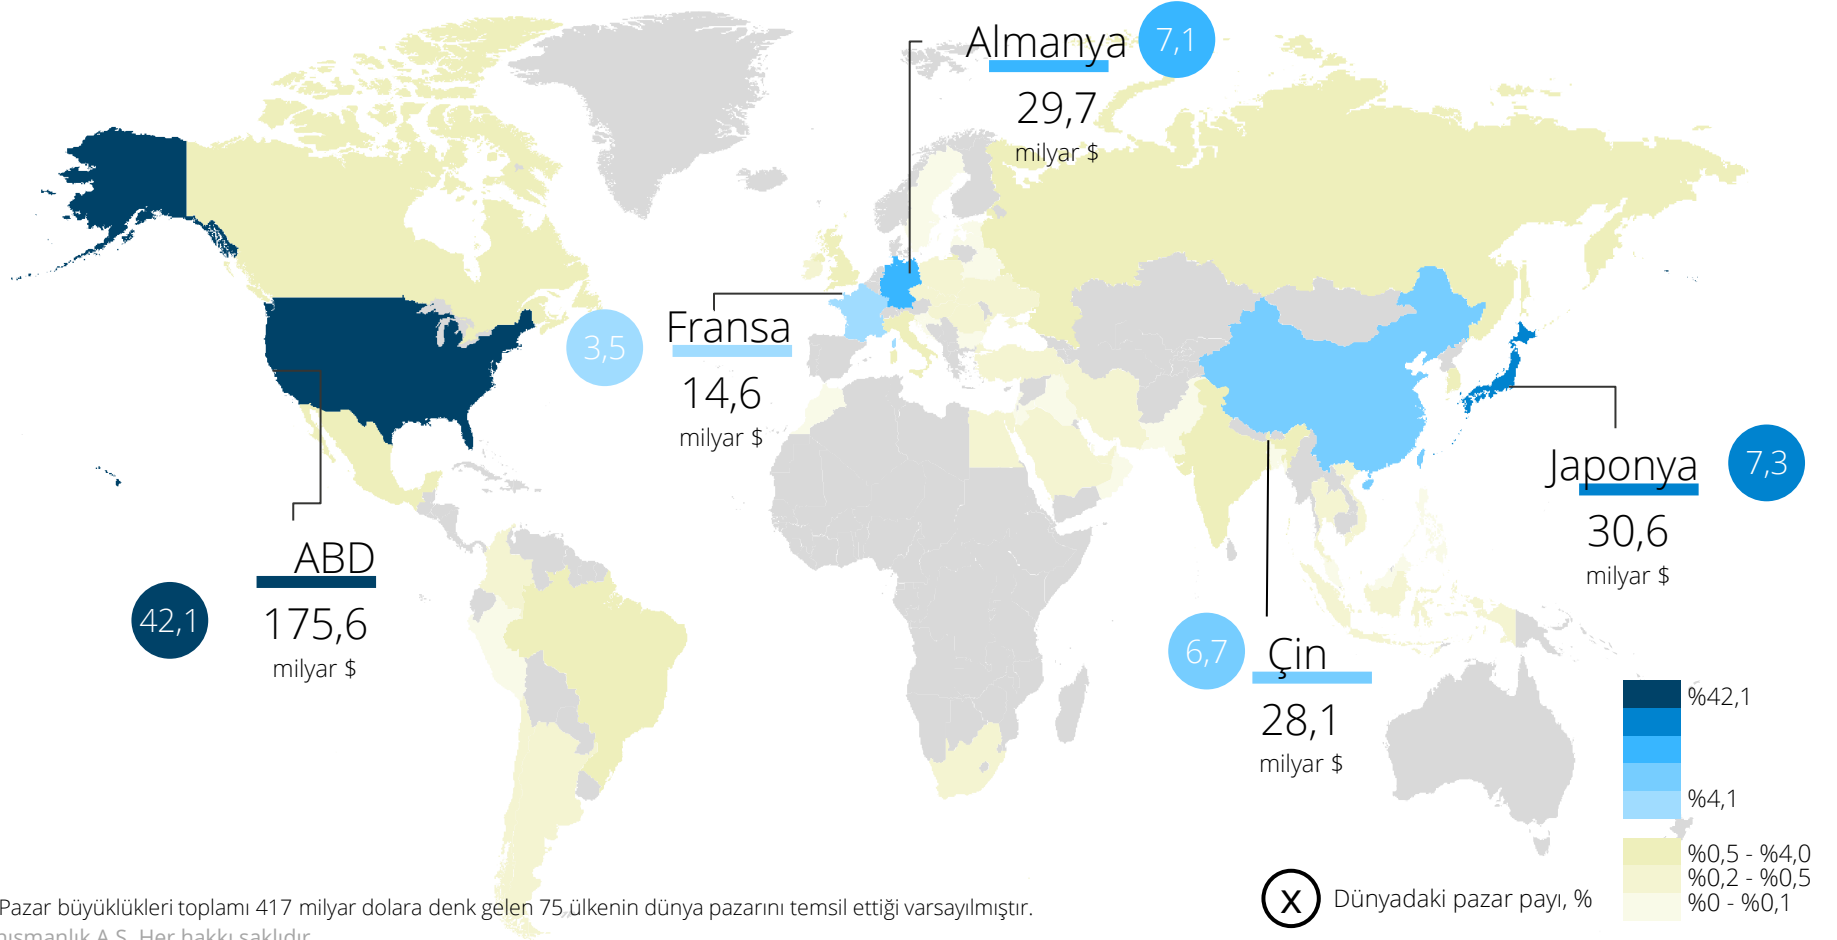 Almanya
7,1
29,7
milyar $
Fransa
3,5
14,6
milyar $
ABD
42,1
175,6
milyar $
Japonya
7,3
30,6
milyar $
Çin
6,7
28,1
milyar $
%42,1
%4,1
%0,5 - %4,0
%0,2 - %0,5
%0 - %0,1
X
Dünyadaki pazar payı, %
Pazar büyüklükleri toplamı 417 milyar dolara denk gelen 75 ülkenin dünya pazarını temsil ettiği varsayılmıştır.
A.Ş. Her hakkı saklıdır